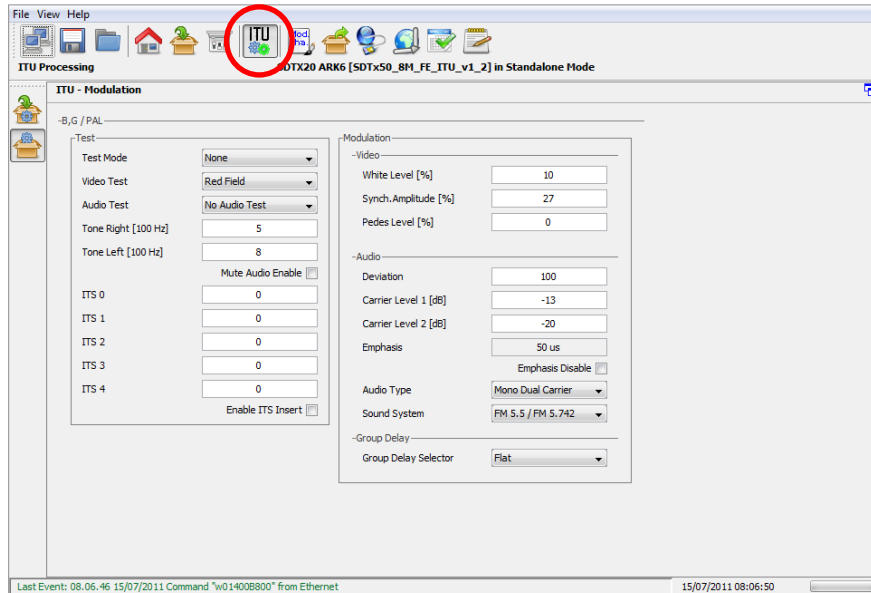 File View Help
ITU
Mod.
ha.
ITU Processing
SDTX20 ARK6 [SDTx50_8M_FE_ITU_v1_2] in Standalone Mode
ITU - Modulation
B,G / PAL
Test
Test Mode None
Video Test Red Field
Audio Test No Audio Test
Tone Right [100 Hz] 5
Tone Left [100 Hz] 8
Mute Audio Enable
ITS 0 0
ITS 1 0
ITS 2 0
ITS 3 0
ITS 4 0
Enable ITS Insert
Modulation
Video
White Level [%] 10
Synch.Amplitude [%] 27
Pedes Level [%] 0
Audio
Deviation 100
Carrier Level 1 [dB] -13
Carrier Level 2 [dB] -20
Emphasis 50 us
Emphasis Disable
Audio Type Mono Dual Carrier
Sound System FM 5.5 / FM 5.742
Group Delay
Group Delay Selector Flat
Last Event: 08.06.46 15/07/2011 Command "w01400B800" from Ethernet
15/07/2011 08:06:50